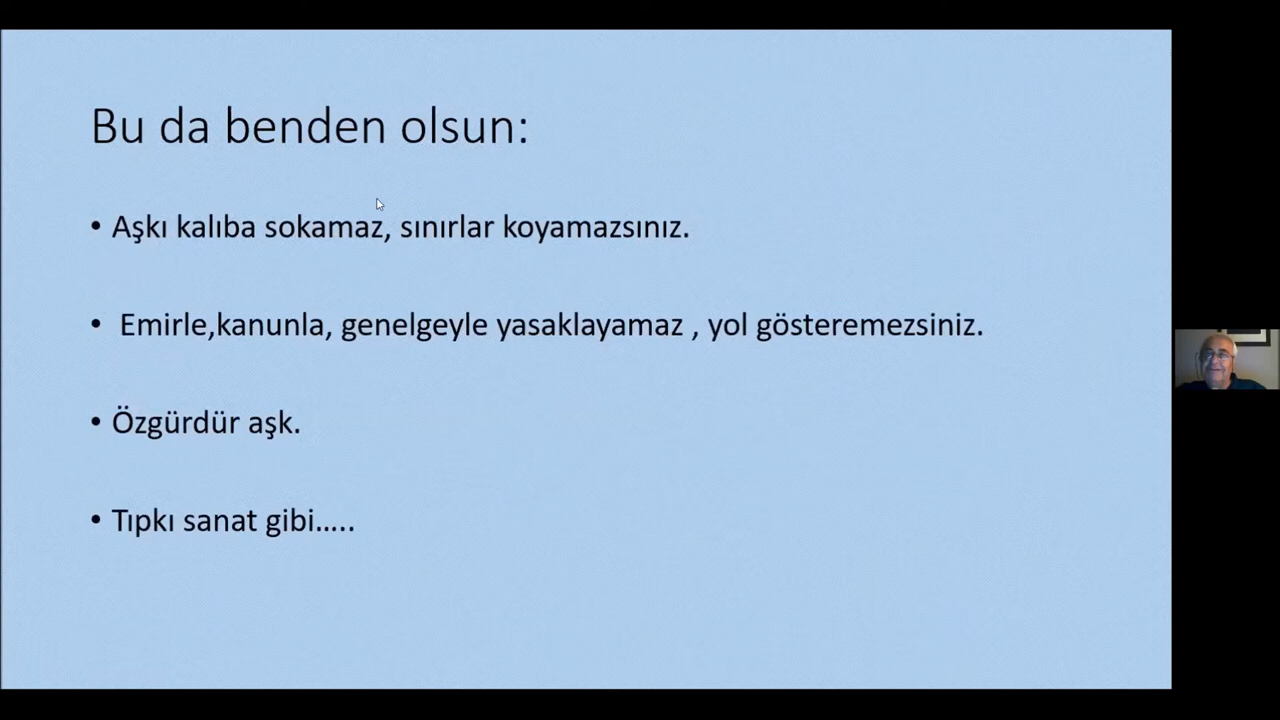 Bu da benden olsun:
• Aşkı kalıba sokamaz, sınırlar koyamazsınız.
• Emirle,kanunla, genelgeyle yasaklayamaz , yol gösteremezsiniz.
• Özgürdür aşk.
• Tıpkı sanat gibi…..